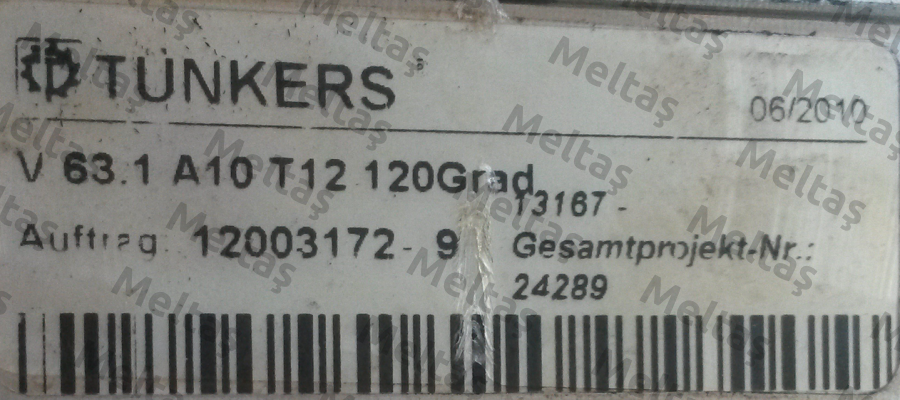 TÜNKERS
06/2010
V 63.1 A10 T12 120Grad
13167 -
Auftrag: 12003172- 9
Gesamtprojekt-Nr.:
24289
Meltaş